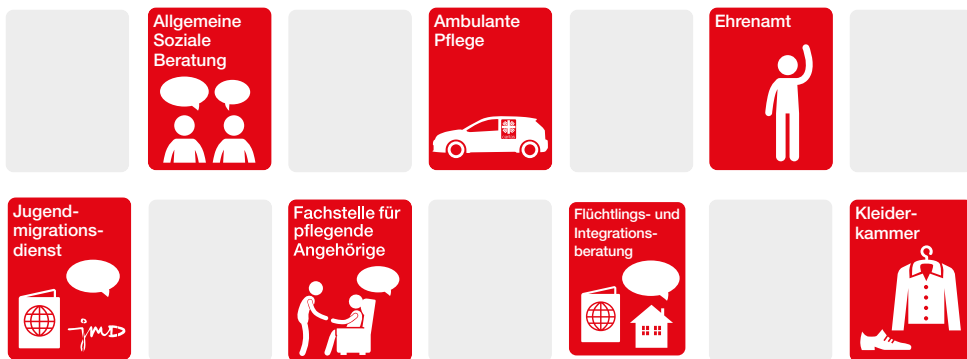 Allgemeine
Soziale
Beratung
Ambulante
Pflege
Ehrenamt
Jugend-
migrations-
dienst
jmd
Fachstelle für
pflegende
Angehörige
Flüchtlings- und
Integrations-
beratung
Kleider-
kammer